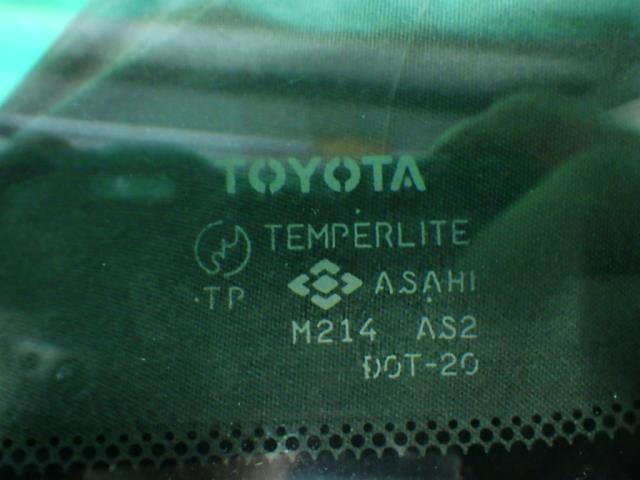 TOYOTA
TEMPERLITE
TP
ASAHI
M214 AS2
DOT-20